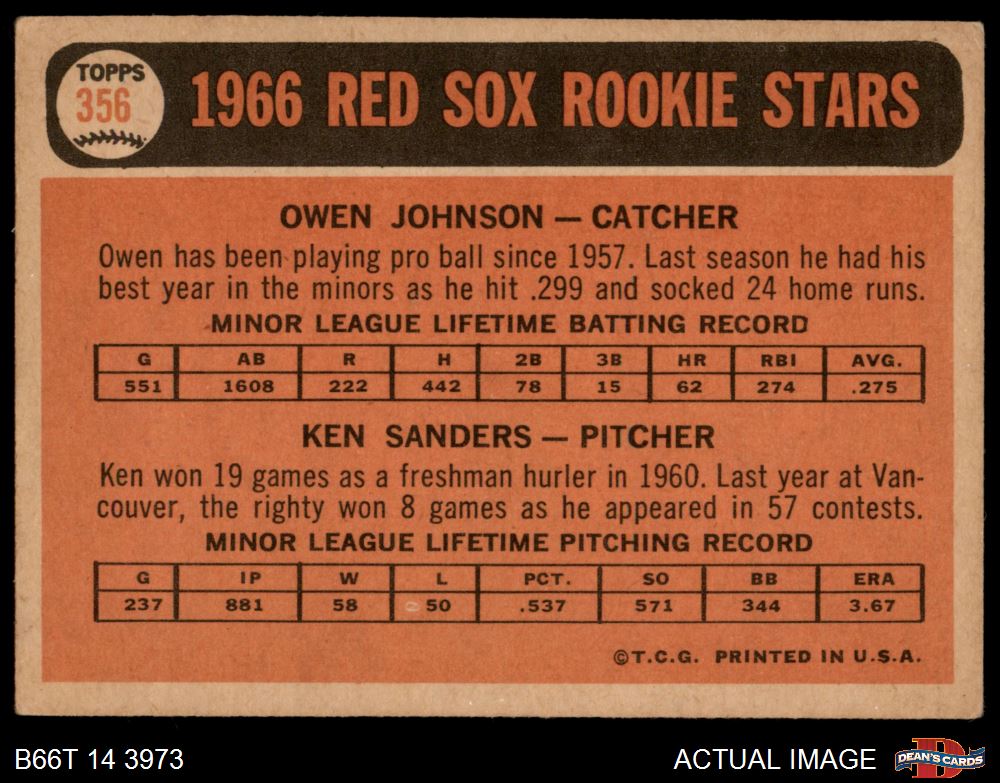 TOPPS
356
1966 RED SOX ROOKIE STARS
OWEN JOHNSON — CATCHER
Owen has been playing pro ball since 1957. Last season he had his
best year in the minors as he hit .299 and socked 24 home runs.
MINOR LEAGUE LIFETIME BATTING RECORD
G AB R H 2B 3B HR RBI AVG.
551 1608 222 442 78 15 62 274 .275
KEN SANDERS — PITCHER
Ken won 19 games as a freshman hurler in 1960. Last year at Van-
couver, the righty won 8 games as he appeared in 57 contests.
MINOR LEAGUE LIFETIME PITCHING RECORD
G IP W L PCT. SO BB ERA
237 881 58 50 .537 571 344 3.67
©T.C.G. PRINTED IN U.S.A.
B66T 14 3973
ACTUAL IMAGE
D
DEAN'S CARDS